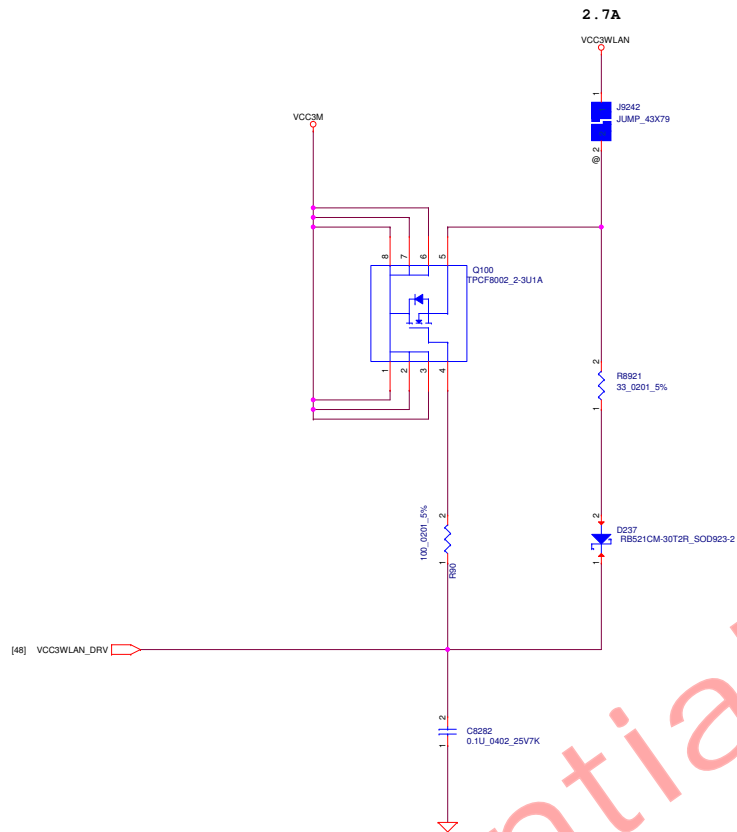 2.7A
VCC3WLAN
1
J9242
JUMP_43X79
@ 2
VCC3M
8
7
6
5
Q100
TPCF8002_2-3U1A
1
2
3
4
2
R8921
33_0201_5%
1
2
100_0201_5%
1
R90
2
D237
RB521CM-30T2R_SOD923-2
1
[48] VCC3WLAN_DRV
2
C8282
0.1U_0402_25V7K
1
ntia